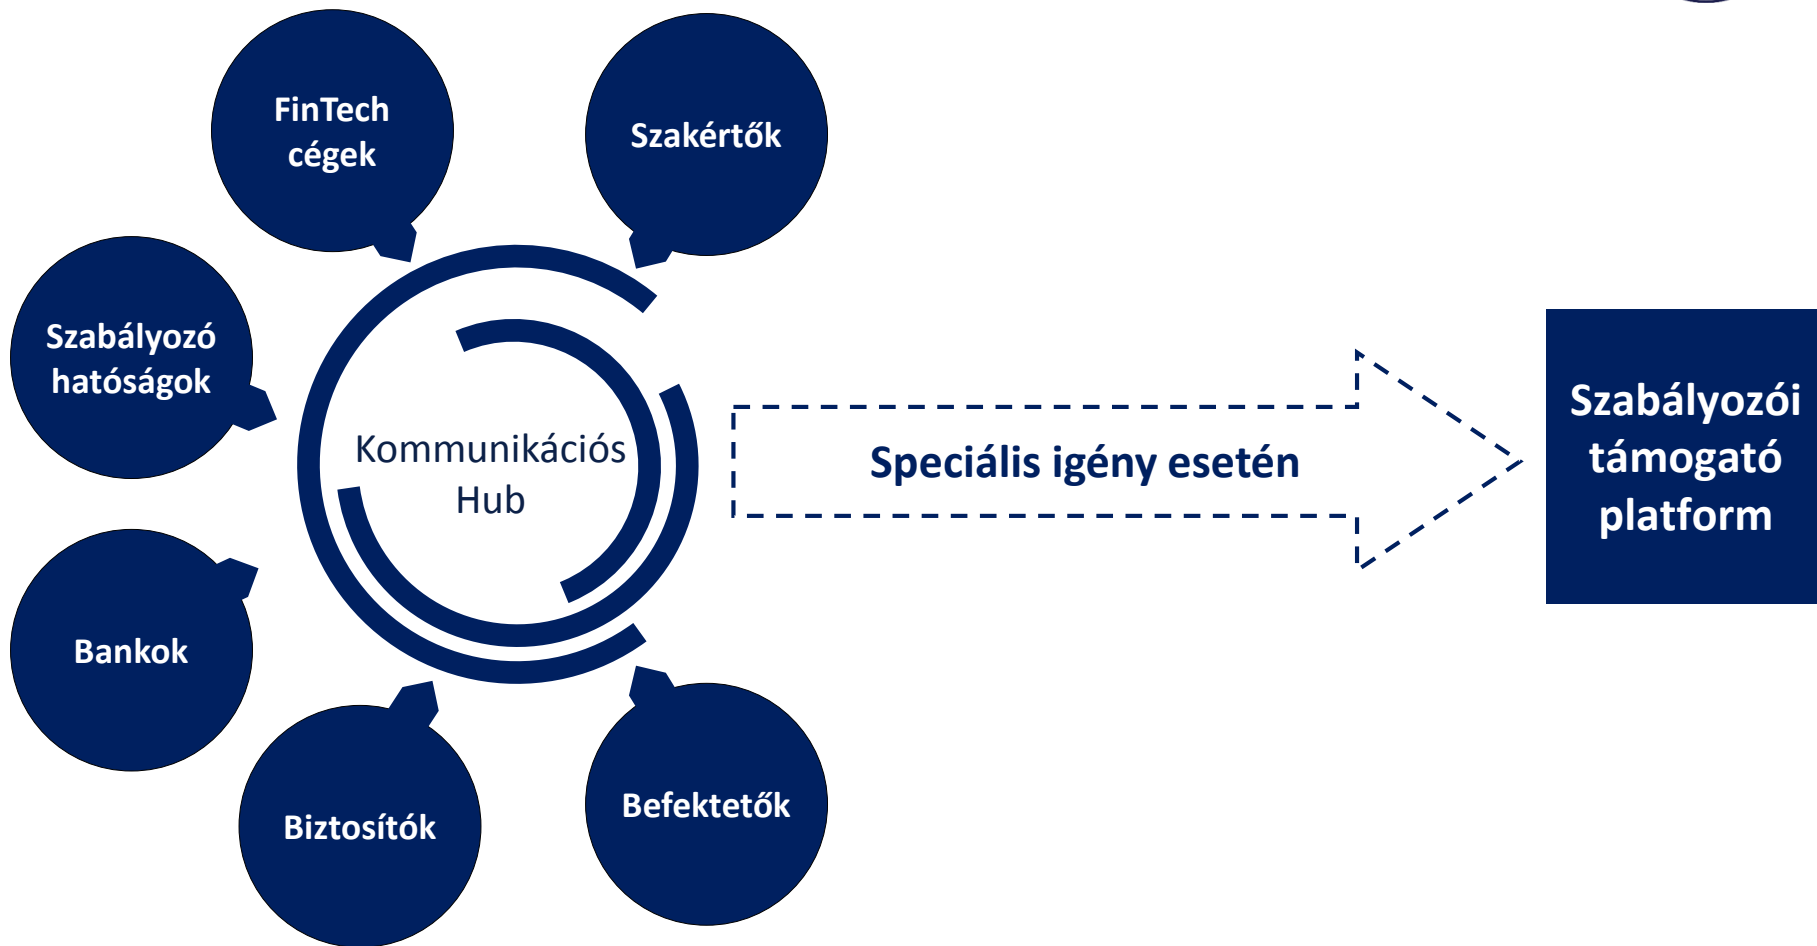 FinTech
cégek
Szakértők
Szabályozó
hatóságok
Kommunikációs
Hub
Bankok
Biztosítók
Befektetők
Speciális igény esetén
Szabályozói
támogató
platform